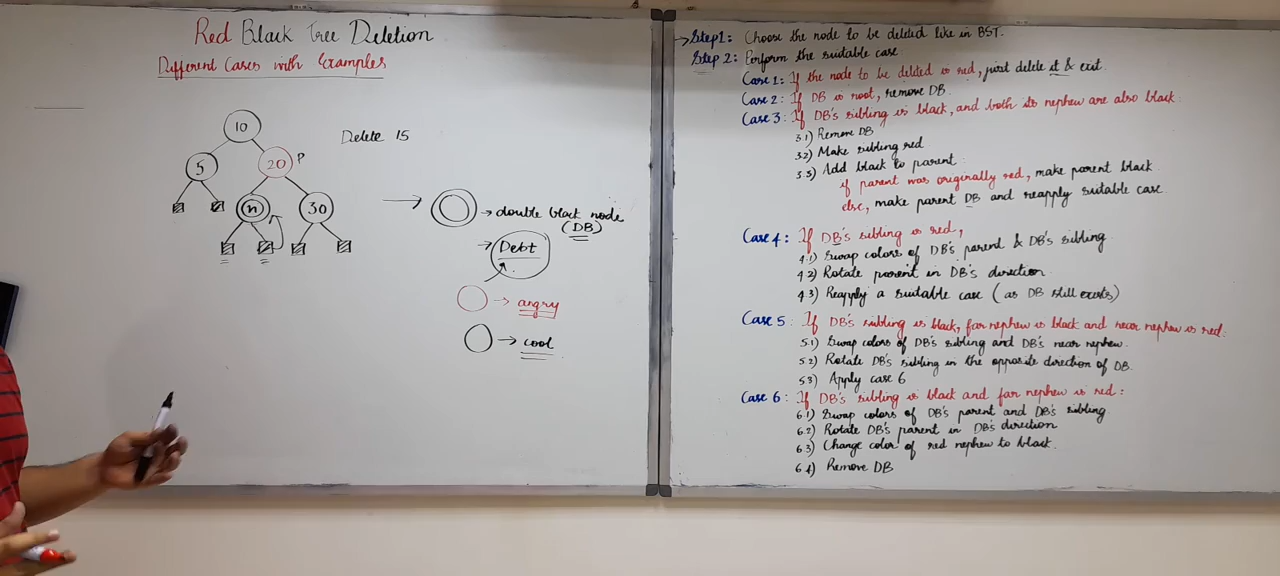 Red Black Tree Deletion
Different Cases with Examples
10
Delete 15
5
20
P
n
30
→ double black node
(DB)
→ Debt
→ angry
→ cool
→ Step1: Choose the node to be deleted like in BST.
Step 2: Perform the suitable case.
Case 1: If the node to be deleted is red, just delete it & exit.
Case 2: If DB is root, remove DB.
Case 3: If DB's sibling is black, and both its nephew are also black.
3.1) Remove DB
3.2) Make sibling red
3.3) Add black to parent:
if parent was originally red, make parent black
else, make parent DB and reapply suitable case.
Case 4: If DB's sibling is red,
4.1) Swap colors of DB's parent & DB's sibling.
4.2) Rotate parent in DB's direction.
4.3) Reapply a suitable case (as DB still exists)
Case 5: If DB's sibling is black, far nephew is black and near nephew is red.
5.1) Swap colors of DB's sibling and DB's near nephew.
5.2) Rotate DB's sibling in the opposite direction of DB.
5.3) Apply case 6
Case 6: If DB's sibling is black and far nephew is red:
6.1) Swap colors of DB's parent and DB's sibling
6.2) Rotate DB's parent in DB's direction
6.3) Change color of red nephew to black.
6.4) Remove DB